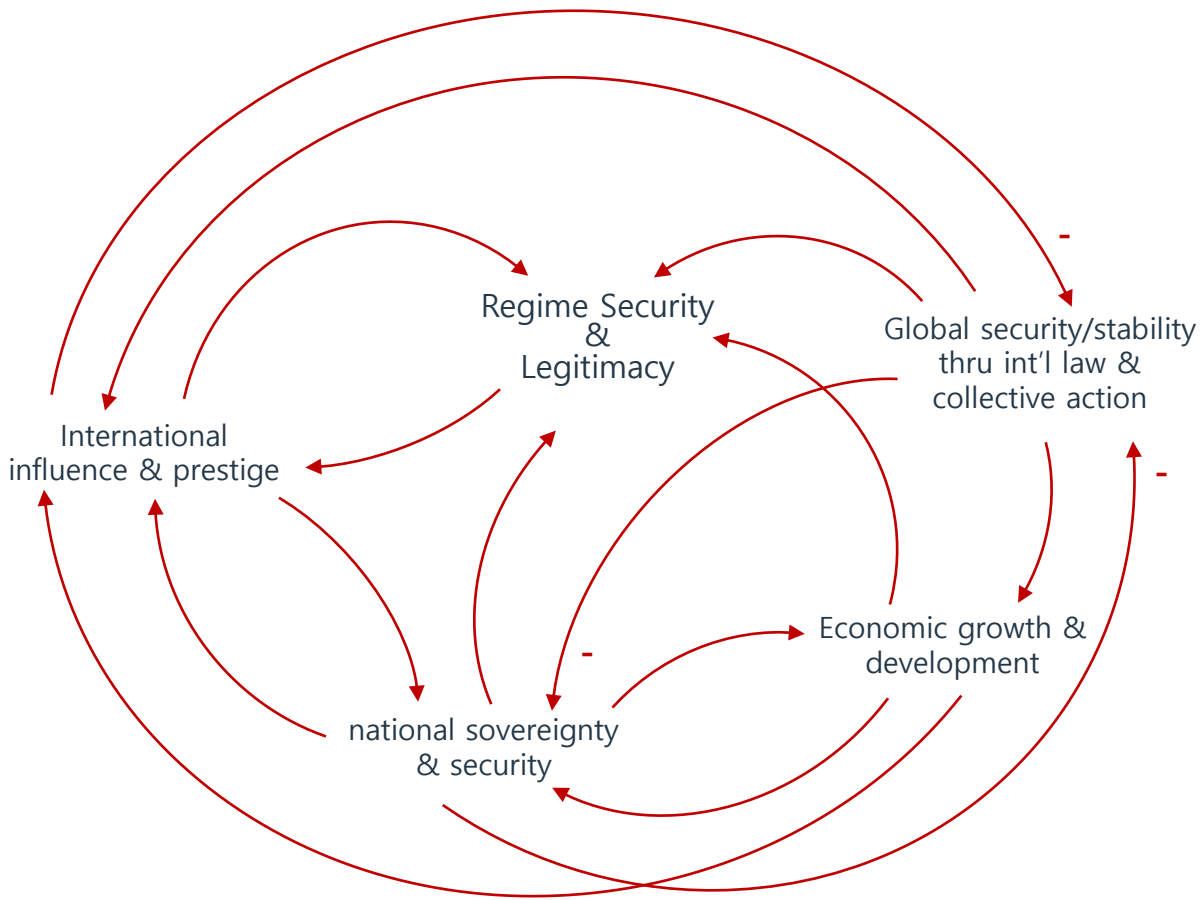 -
Regime Security
&
Legitimacy
Global security/stability
thru int'l law &
collective action
International
influence & prestige
-
Economic growth &
development
-
national sovereignty
& security